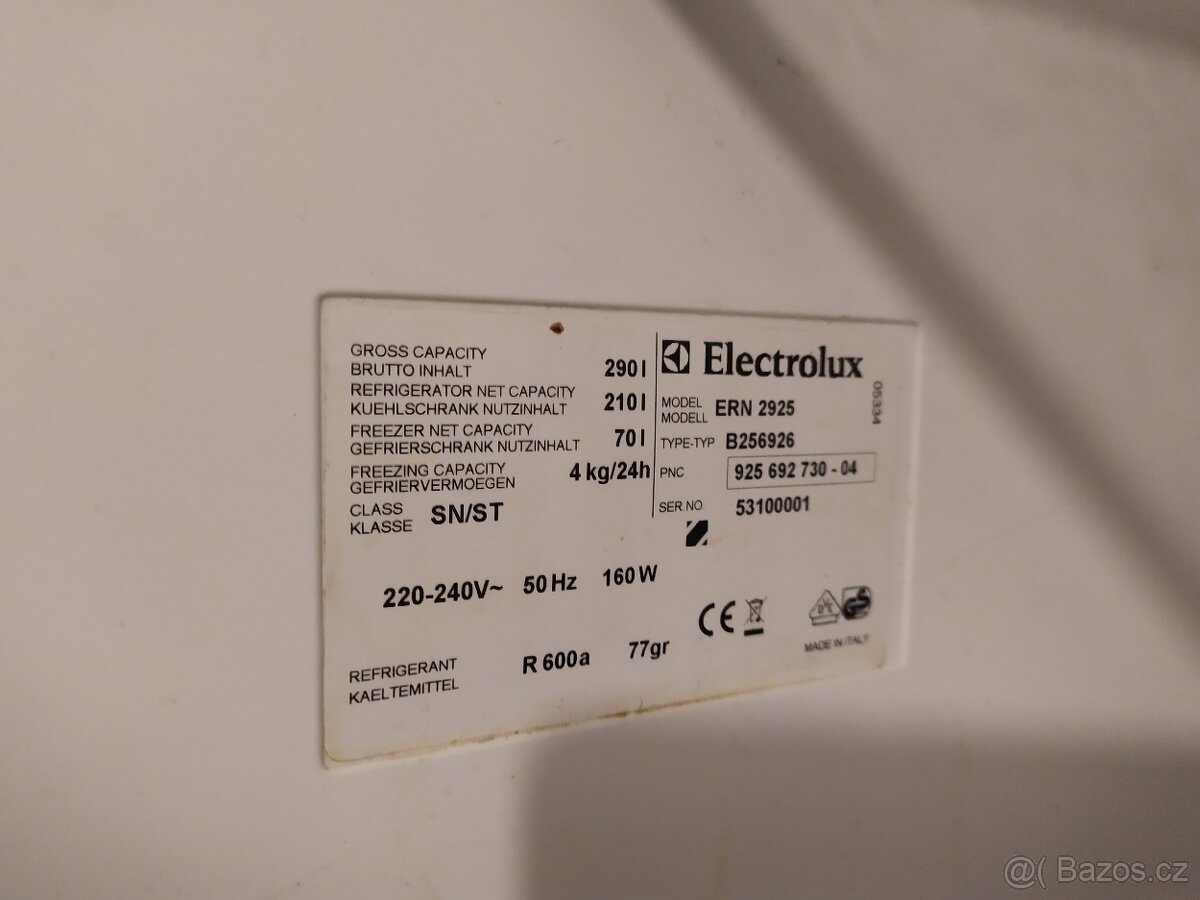 GROSS CAPACITY
BRUTTO INHALT 290 l
REFRIGERATOR NET CAPACITY
KUEHLSCHRANK NUTZINHALT 210 l
FREEZER NET CAPACITY
GEFRIERSCHRANK NUTZINHALT 70 l
FREEZING CAPACITY
GEFRIERVERMOEGEN 4 kg/24h
CLASS
KLASSE SN/ST
Electrolux
05334
MODEL
MODELL ERN 2925
TYPE-TYP B256926
PNC 925 692 730 - 04
SER.NO. 53100001
220-240V~ 50 Hz 160 W
CE
GS
MADE IN ITALY
REFRIGERANT
KAELTEMITTEL R 600a 77gr
@( Bazos.cz